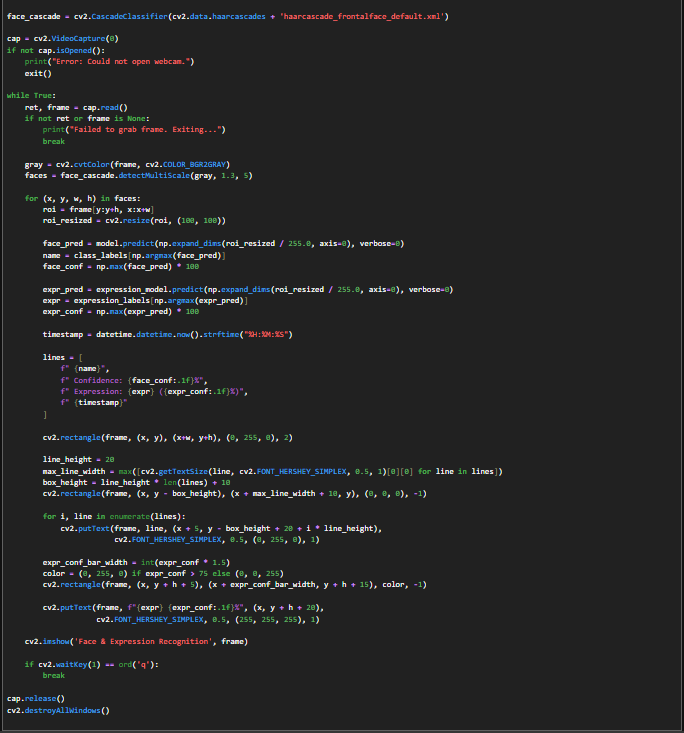 face_cascade = cv2.CascadeClassifier(cv2.data.haarcascades + 'haarcascade_frontalface_default.xml')
cap = cv2.VideoCapture(0)
if not cap.isOpened():
    print("Error: Could not open webcam.")
    exit()
while True:
    ret, frame = cap.read()
    if not ret or frame is None:
        print("Failed to grab frame. Exiting...")
        break
    gray = cv2.cvtColor(frame, cv2.COLOR_BGR2GRAY)
    faces = face_cascade.detectMultiScale(gray, 1.3, 5)
    for (x, y, w, h) in faces:
        roi = frame[y:y+h, x:x+w]
        roi_resized = cv2.resize(roi, (100, 100))
        face_pred = model.predict(np.expand_dims(roi_resized / 255.0, axis=0), verbose=0)
        name = class_labels[np.argmax(face_pred)]
        face_conf = np.max(face_pred) * 100
        expr_pred = expression_model.predict(np.expand_dims(roi_resized / 255.0, axis=0), verbose=0)
        expr = expression_labels[np.argmax(expr_pred)]
        expr_conf = np.max(expr_pred) * 100
        timestamp = datetime.datetime.now().strftime("%H:%M:%S")
        lines = [
            f" {name}",
            f" Confidence: {face_conf:.1f}%",
            f" Expression: {expr} ({expr_conf:.1f}%)",
            f" {timestamp}"
        ]
        cv2.rectangle(frame, (x, y), (x+w, y+h), (0, 255, 0), 2)
        line_height = 20
        max_line_width = max([cv2.getTextSize(line, cv2.FONT_HERSHEY_SIMPLEX, 0.5, 1)[0][0] for line in lines])
        box_height = line_height * len(lines) + 10
        cv2.rectangle(frame, (x, y - box_height), (x + max_line_width + 10, y), (0, 0, 0), -1)
        for i, line in enumerate(lines):
            cv2.putText(frame, line, (x + 5, y - box_height + 20 + i * line_height),
                        cv2.FONT_HERSHEY_SIMPLEX, 0.5, (0, 255, 0), 1)
        expr_conf_bar_width = int(expr_conf * 1.5)
        color = (0, 255, 0) if expr_conf > 75 else (0, 0, 255)
        cv2.rectangle(frame, (x, y + h + 5), (x + expr_conf_bar_width, y + h + 15), color, -1)
        cv2.putText(frame, f"{expr} {expr_conf:.1f}%", (x, y + h + 20),
                    cv2.FONT_HERSHEY_SIMPLEX, 0.5, (255, 255, 255), 1)
    cv2.imshow('Face & Expression Recognition', frame)
    if cv2.waitKey(1) == ord('q'):
        break
cap.release()
cv2.destroyAllWindows()